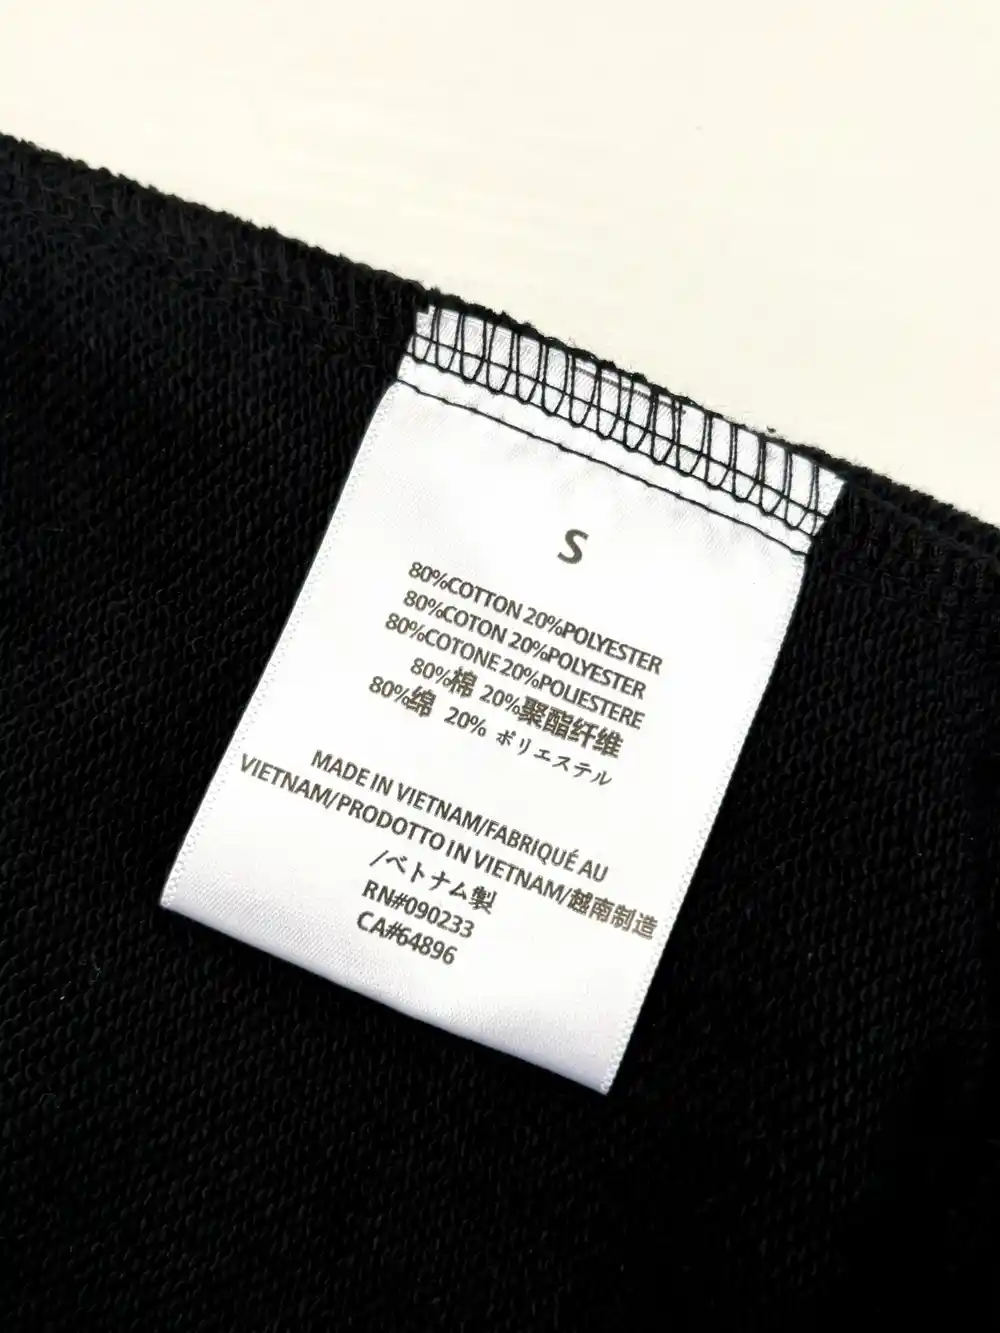 S
80%COTTON 20%POLYESTER
80%COTON 20%POLYESTER
80%COTONE 20%POLIESTERE
80%棉 20%聚酯纤维
80%绵 20% ポリエステル
MADE IN VIETNAM/FABRIQUÉ AU
VIETNAM/PRODOTTO IN VIETNAM/越南制造
/ベトナム製
RN#090233
CA#64896